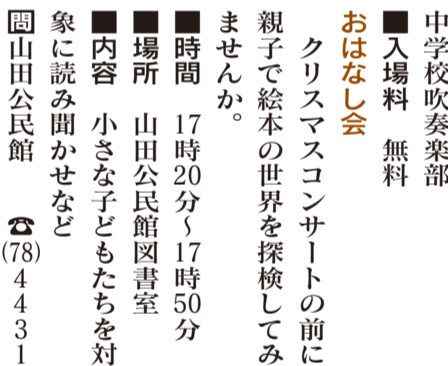 中学校吹奏楽部
■入場料　無料
おはなし会
　クリスマスコンサートの前に
親子で絵本の世界を探検してみ
ませんか。
■時間　17時20分～17時50分
■場所　山田公民館図書室
■内容　小さな子どもたちを対
象に読み聞かせなど
問山田公民館　☎(78)4431